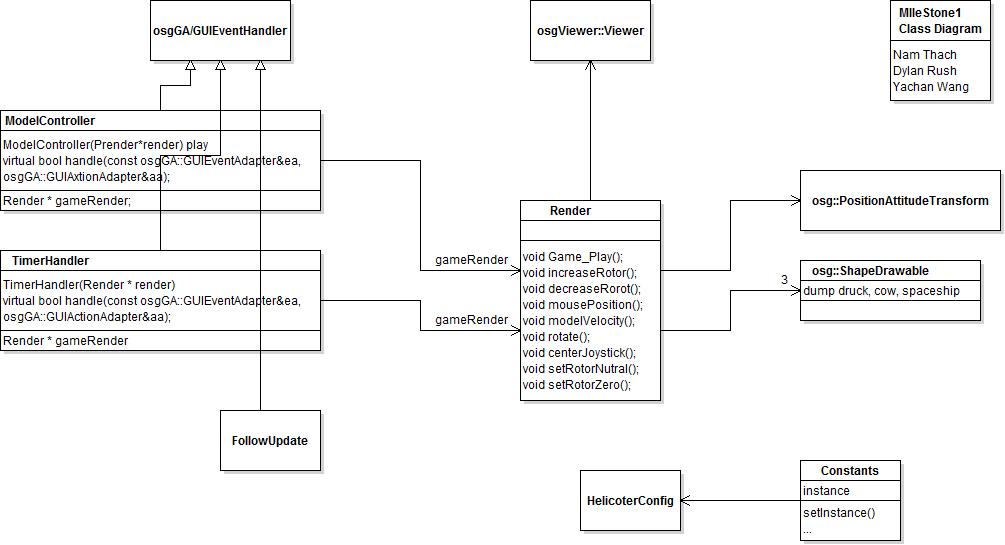 osgGA/GUIEventHandler
osgViewer::Viewer
MIleStone1
Class Diagram
Nam Thach
Dylan Rush
Yachan Wang
ModelController
ModelController(Prender*render) play
virtual bool handle(const osgGA::GUIEventAdapter&ea,
osgGA::GUIAxtionAdapter&aa);
Render * gameRender;
TimerHandler
TimerHandler(Render * render)
virtual bool handle(const osgGA::GUIEventAdapter&ea,
osgGA::GUIActionAdapter&aa);
Render * gameRender
FollowUpdate
gameRender
gameRender
Render
void Game_Play();
void increaseRotor();
void decreaseRorot();
void mousePosition();
void modelVelocity();
void rotate();
void centerJoystick();
void setRotorNutral();
void setRotorZero();
osg::PositionAttitudeTransform
3
osg::ShapeDrawable
dump druck, cow, spaceship
HelicoterConfig
Constants
instance
setInstance()
...